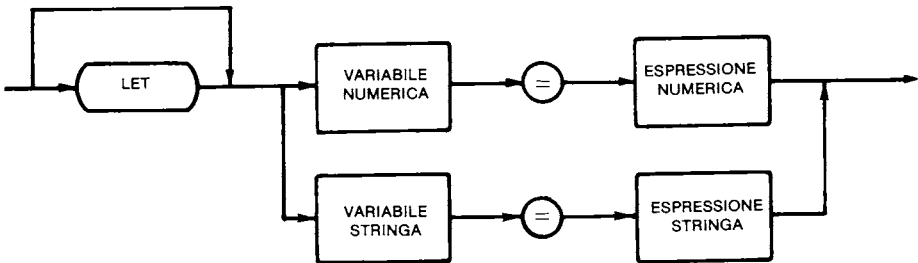 LET
VARIABILE
NUMERICA
=
ESPRESSIONE
NUMERICA
VARIABILE
STRINGA
=
ESPRESSIONE
STRINGA